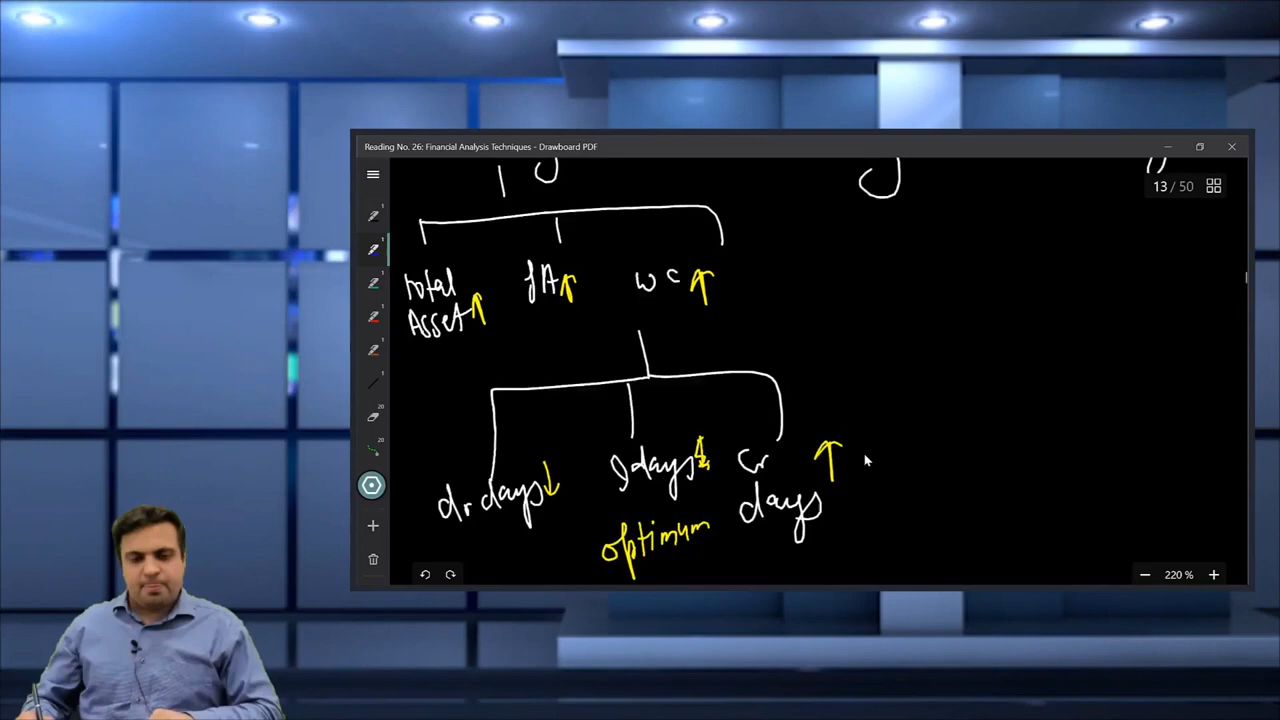 Reading No. 26: Financial Analysis Techniques - Drawboard PDF
13 / 50
total
Asset↑
fA↑
wc↑
dr days↓
Idays
optimum
Cr
days
↑
220 %